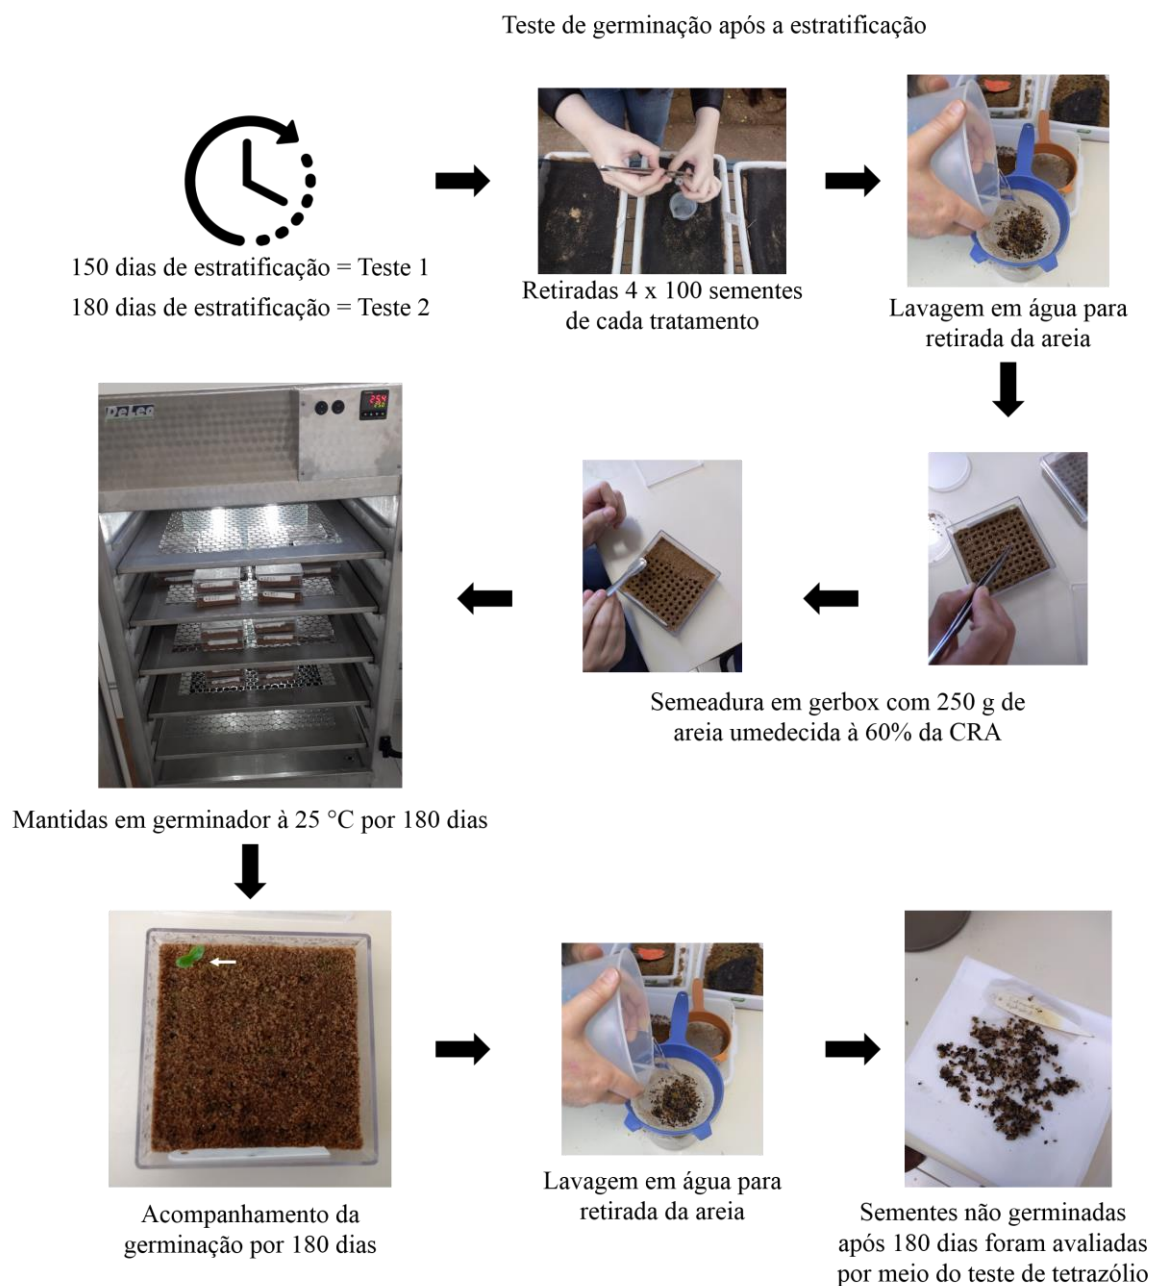 Teste de germinação após a estratificação
150 dias de estratificação = Teste 1
180 dias de estratificação = Teste 2
Retiradas 4 x 100 sementes
de cada tratamento
Lavagem em água para
retirada da areia
DeLeo
25.4
Semeadura em gerbox com 250 g de
areia umedecida à 60% da CRA
Mantidas em germinador à 25 °C por 180 dias
Acompanhamento da
germinação por 180 dias
Lavagem em água para
retirada da areia
Sementes não germinadas
após 180 dias foram avaliadas
por meio do teste de tetrazólio